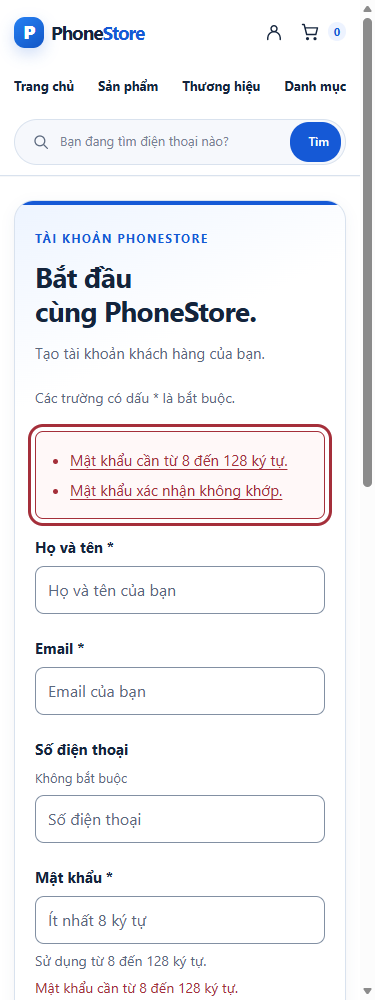 P PhoneStore 0
Trang chủ Sản phẩm Thương hiệu Danh mục
Bạn đang tìm điện thoại nào? Tìm
TÀI KHOẢN PHONESTORE
Bắt đầu
cùng PhoneStore.
Tạo tài khoản khách hàng của bạn.
Các trường có dấu * là bắt buộc.
Mật khẩu cần từ 8 đến 128 ký tự.
Mật khẩu xác nhận không khớp.
Họ và tên *
Họ và tên của bạn
Email *
Email của bạn
Số điện thoại
Không bắt buộc
Số điện thoại
Mật khẩu *
Ít nhất 8 ký tự
Sử dụng từ 8 đến 128 ký tự.
Mật khẩu cần từ 8 đến 128 ký tự.